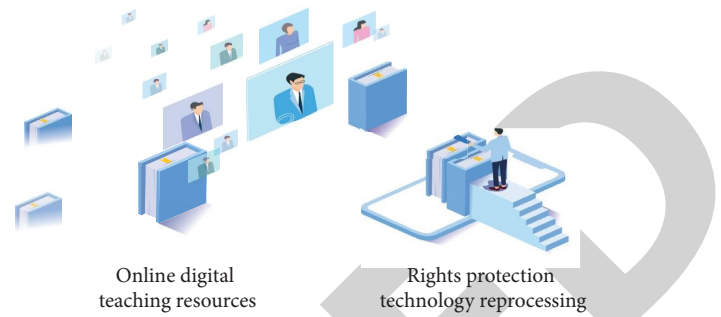 Online digital
teaching resources
Rights protection
technology reprocessing